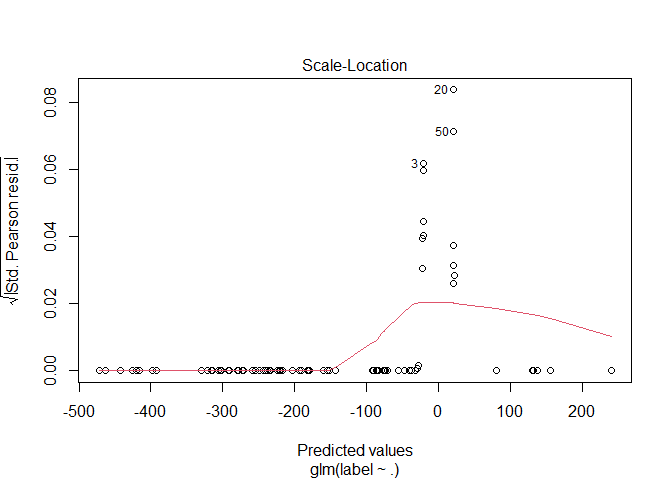 Scale-Location
√|Std. Pearson resid.|
0.08
0.06
0.04
0.02
0.00
20
50
3
-500 -400 -300 -200 -100 0 100 200
Predicted values
glm(label ~ .)